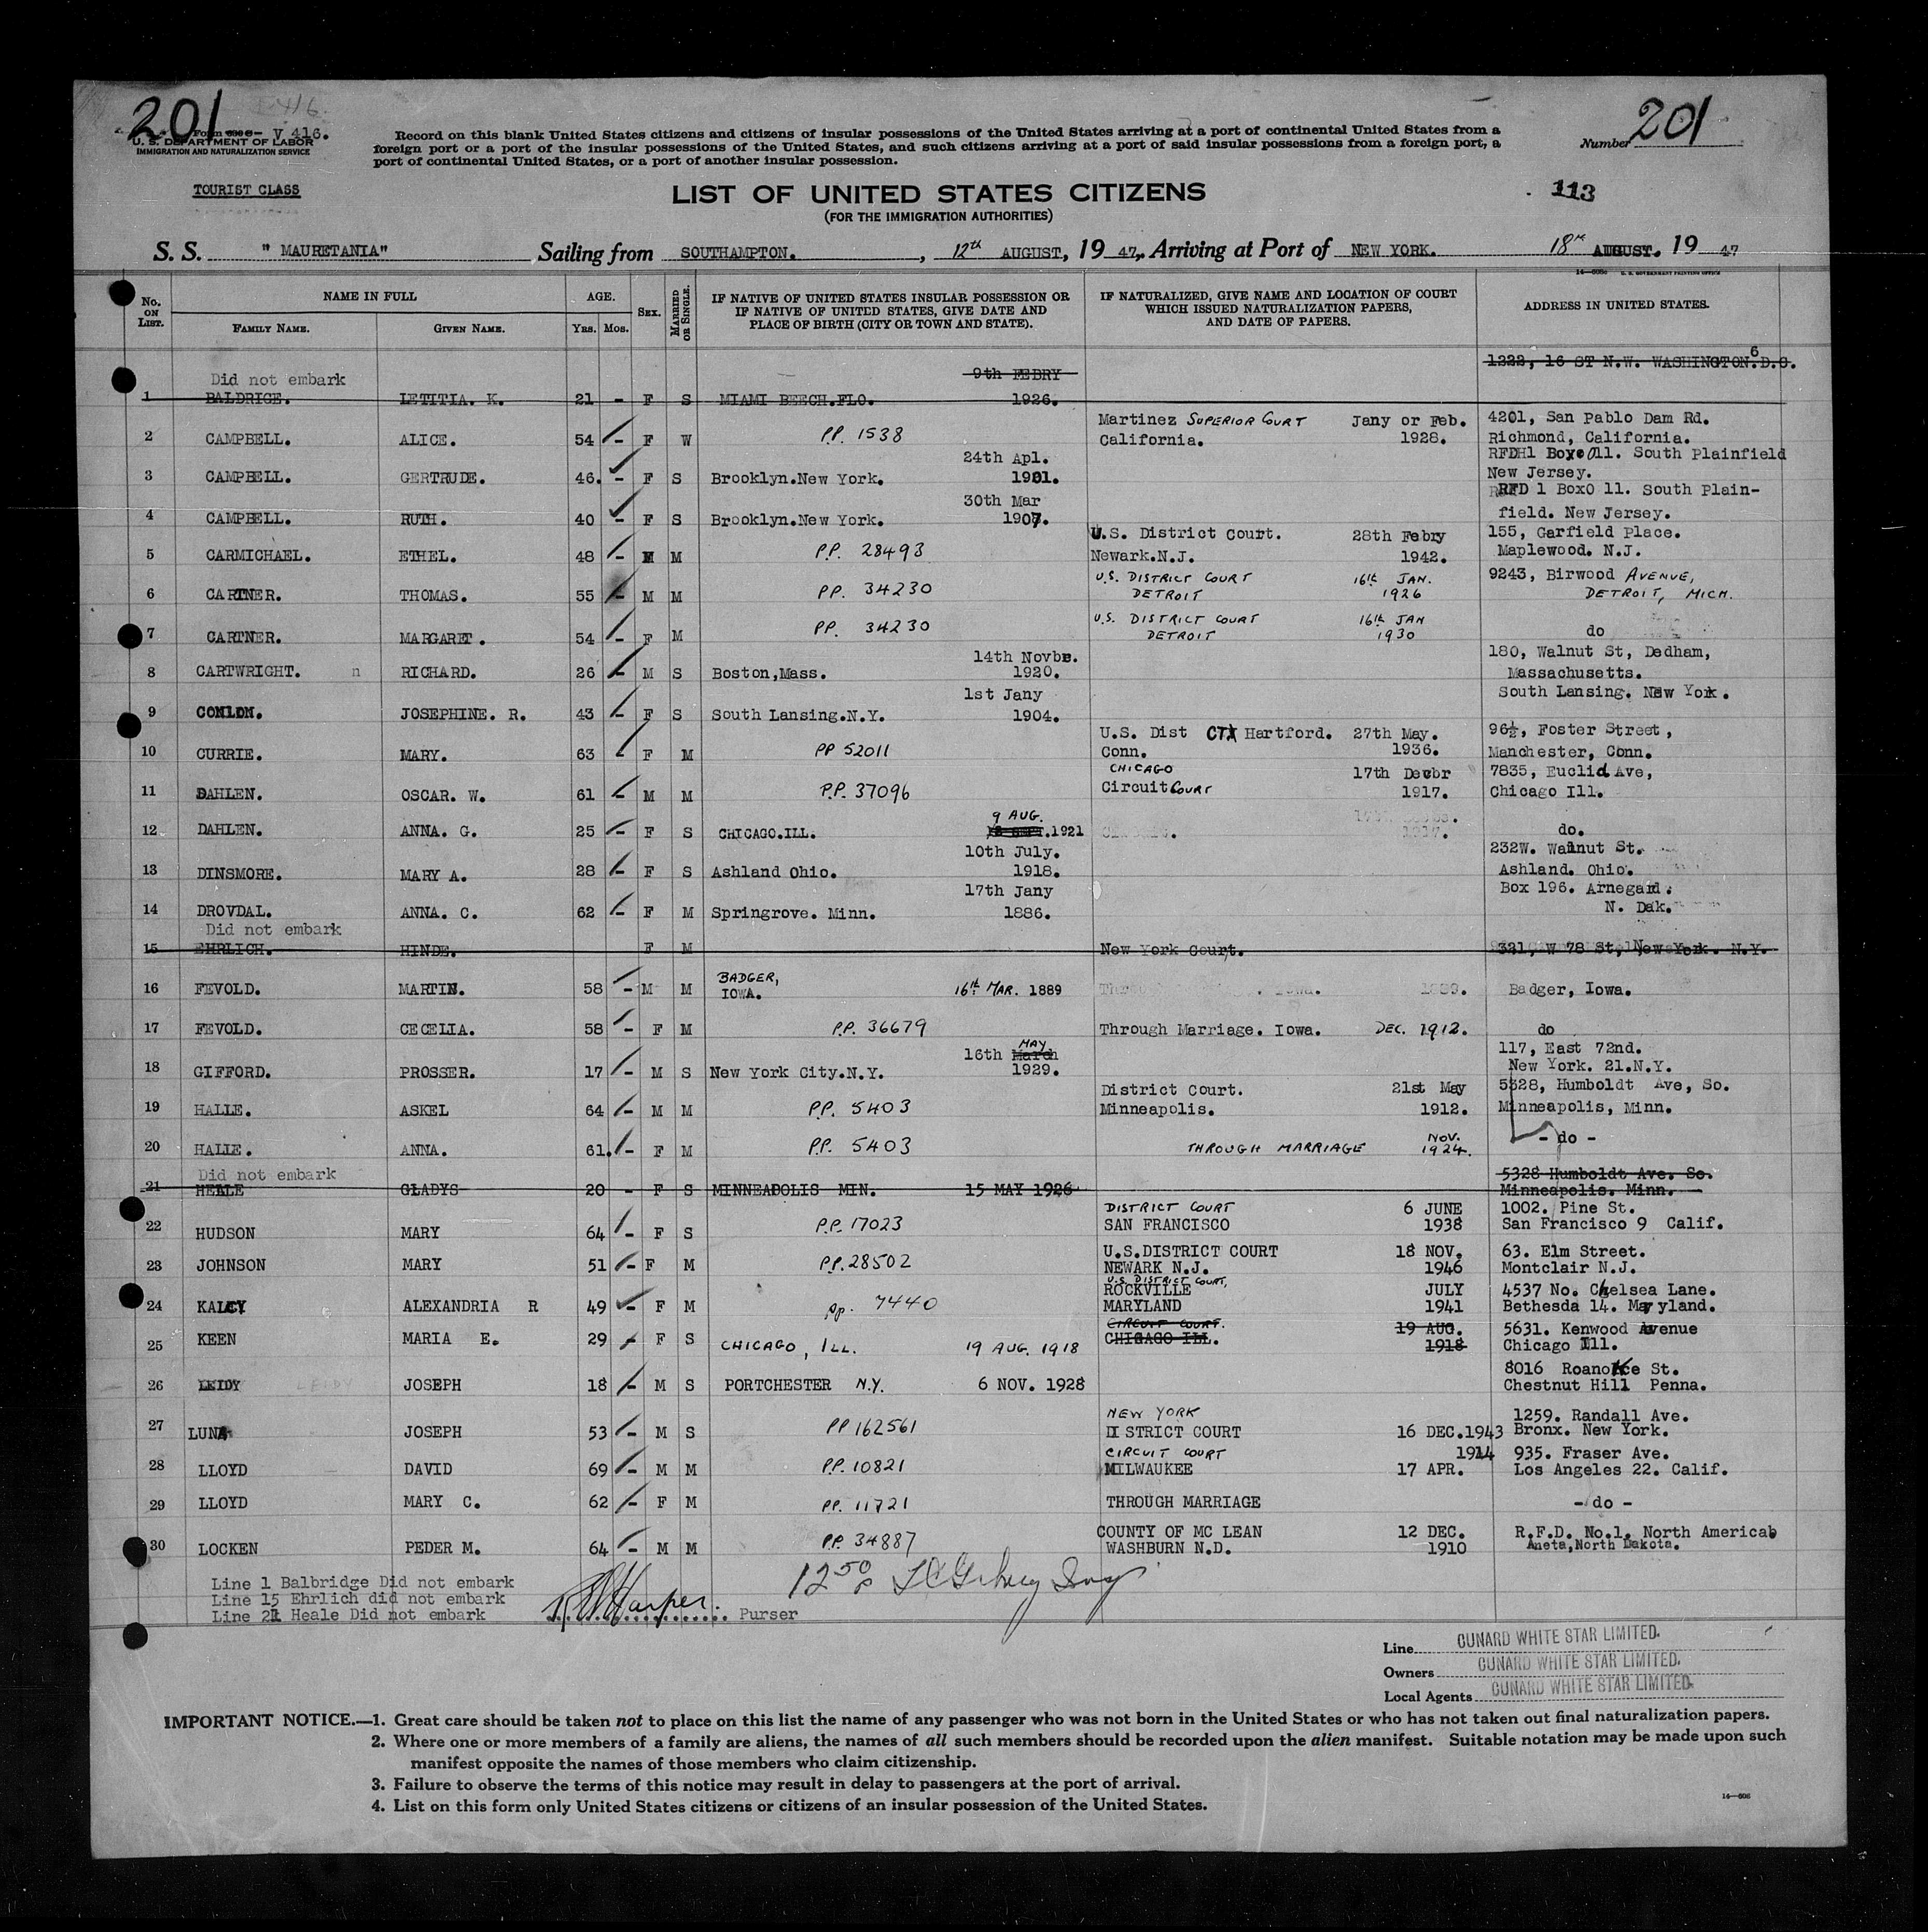 201
V 416.
U. S. DEPARTMENT OF LABOR
IMMIGRATION AND NATURALIZATION SERVICE
Record on this blank United States citizens and citizens of insular possessions of the United States arriving at a port of continental United States from a
foreign port or a port of the insular possessions of the United States, and such citizens arriving at a port of said insular possessions from a foreign port, a
port of continental United States, or a port of another insular possession.
Number 201
TOURIST CLASS
LIST OF UNITED STATES CITIZENS
(FOR THE IMMIGRATION AUTHORITIES)
113
S. S. "MAURETANIA" Sailing from SOUTHAMPTON., 12th AUGUST, 1947, Arriving at Port of NEW YORK. 18th AUGUST. 1947
No. ON LIST. NAME IN FULL AGE. SEX. MARRIED OR SINGLE. IF NATIVE OF UNITED STATES INSULAR POSSESSION OR IF NATIVE OF UNITED STATES, GIVE DATE AND PLACE OF BIRTH (CITY OR TOWN AND STATE). IF NATURALIZED, GIVE NAME AND LOCATION OF COURT WHICH ISSUED NATURALIZATION PAPERS, AND DATE OF PAPERS. ADDRESS IN UNITED STATES.
FAMILY NAME. GIVEN NAME. Yrs. Mos.
Did not embark 9th FEBRY 1222, 16 ST N.W. WASHINGTON 6 D.C.
1 BALDRIGE. LETITIA. K. 21 - F S MIAMI BEECH.FLO. 1926.
Martinez SUPERIOR COURT Jany or Feb. 4201, San Pablo Dam Rd.
2 CAMPBELL. ALICE. 54 - F W P.P. 1538 California. 1928. Richmond, California.
24th Apl. RFDH1 Box 011. South Plainfield
3 CAMPBELL. GERTRUDE. 46. - F S Brooklyn.New York. 1901. New Jersey.
30th Mar RFD 1 BoxO 11. South Plain-
4 CAMPBELL. RUTH. 40 - F S Brooklyn.New York. 1907. field. New Jersey.
U.S. District Court. 28th Febry 155, Garfield Place.
5 CARMICHAEL. ETHEL. 48 - M P.P. 28493 Newark.N.J. 1942. Maplewood. N.J.
U.S. DISTRICT COURT 16th JAN. 9243, Birwood AVENUE,
6 CARTNER. THOMAS. 55 - M M P.P. 34230 DETROIT 1926 DETROIT, MICH.
U.S. DISTRICT COURT 16th JAN
7 CARTNER. MARGARET. 54 - F M P.P. 34230 DETROIT 1930 do
14th Novbr. 180, Walnut St, Dedham,
8 CARTWRIGHT. n RICHARD. 26 - M S Boston,Mass. 1920. Massachusetts.
1st Jany South Lansing. New York.
9 CONLON. JOSEPHINE. R. 43 - F S South Lansing.N.Y. 1904.
U.S. Dist CT Hartford. 27th May. 96½, Foster Street,
10 CURRIE. MARY. 63 - F M PP 52011 Conn. 1936. Manchester, Conn.
CHICAGO 17th Decbr 7835, Euclid Ave,
11 DAHLEN. OSCAR. W. 61 - M M P.P. 37096 Circuit COURT 1917. Chicago Ill.
9 AUG.
12 DAHLEN. ANNA. G. 25 - F S CHICAGO.ILL. 1921 do.
10th July. 232W. Walnut St.
13 DINSMORE. MARY A. 28 - F S Ashland Ohio. 1918. Ashland. Ohio.
17th Jany Box 196. Arnegard.
14 DROVDAL. ANNA. C. 62 - F M Springrove. Minn. 1886. N. Dak.
Did not embark
15 EHRLICH. HINDE. F M New York Court. 321, W 78 St, New York. N.Y.
BADGER,
16 FEVOLD. MARTIN. 58 - M M IOWA. 16th MAR. 1889 Badger, Iowa.
17 FEVOLD. CECELIA. 58 - F M P.P. 36679 Through Marriage. Iowa. DEC. 1912. do
16th March MAY 117, East 72nd.
18 GIFFORD. PROSSER. 17 - M S New York City.N.Y. 1929. New York. 21.N.Y.
District Court. 21st May 5328, Humboldt Ave, So.
19 HALLE. ASKEL 64 - M M P.P. 5403 Minneapolis. 1912. Minneapolis, Minn.
20 HALLE. ANNA. 61. - F M P.P. 5403 THROUGH MARRIAGE NOV. 1924. - do -
Did not embark 5328 Humboldt Ave. So.
21 HEALE GLADYS 20 - F S MINNEAPOLIS MIN. 15 MAY 1926 Minneapolis. Minn.
DISTRICT COURT 6 JUNE 1002. Pine St.
22 HUDSON MARY 64 - F S P.P. 17023 SAN FRANCISCO 1938 San Francisco 9 Calif.
U.S.DISTRICT COURT 18 NOV. 63. Elm Street.
23 JOHNSON MARY 51 - F M P.P. 28502 NEWARK N.J. 1946 Montclair N.J.
U.S. DISTRICT COURT,
ROCKVILLE JULY 4537 No. Chelsea Lane.
24 ALEXANDRIA R 49 - F M pp. 7440 MARYLAND 1941 Bethesda 14. Maryland.
CIRCUIT COURT. 19 AUG. 5631. Kenwood Avenue
25 KEEN MARIA E. 29 - F S CHICAGO, ILL. 19 AUG. 1918 CHICAGO ILL. 1918 Chicago Ill.
8016 Roanoke St.
26 LEIDY LEIDY JOSEPH 18 - M S PORTCHESTER N.Y. 6 NOV. 1928 Chestnut Hill Penna.
NEW YORK 1259. Randall Ave.
27 LUNA JOSEPH 53 - M S PP 162561 DISTRICT COURT 16 DEC.1943 Bronx. New York.
CIRCUIT COURT 1914 935. Fraser Ave.
28 LLOYD DAVID 69 - M M P.P. 10821 MILWAUKEE 17 APR. Los Angeles 22. Calif.
29 LLOYD MARY C. 62 - F M PP. 11721 THROUGH MARRIAGE - do -
COUNTY OF MC LEAN 12 DEC. R.F.D. No.1. North America
30 LOCKEN PEDER M. 64 - M M P.P. 34887 WASHBURN N.D. 1910 Aneta,North Dakota.
Line 1 Balbridge Did not embark
Line 15 Ehrlich did not embark
Line 21 Heale Did not embark Harper. Purser
Line CUNARD WHITE STAR LIMITED.
Owners CUNARD WHITE STAR LIMITED.
Local Agents CUNARD WHITE STAR LIMITED.
IMPORTANT NOTICE.—1. Great care should be taken not to place on this list the name of any passenger who was not born in the United States or who has not taken out final naturalization papers.
2. Where one or more members of a family are aliens, the names of all such members should be recorded upon the alien manifest. Suitable notation may be made upon such
manifest opposite the names of those members who claim citizenship.
3. Failure to observe the terms of this notice may result in delay to passengers at the port of arrival.
4. List on this form only United States citizens or citizens of an insular possession of the United States.